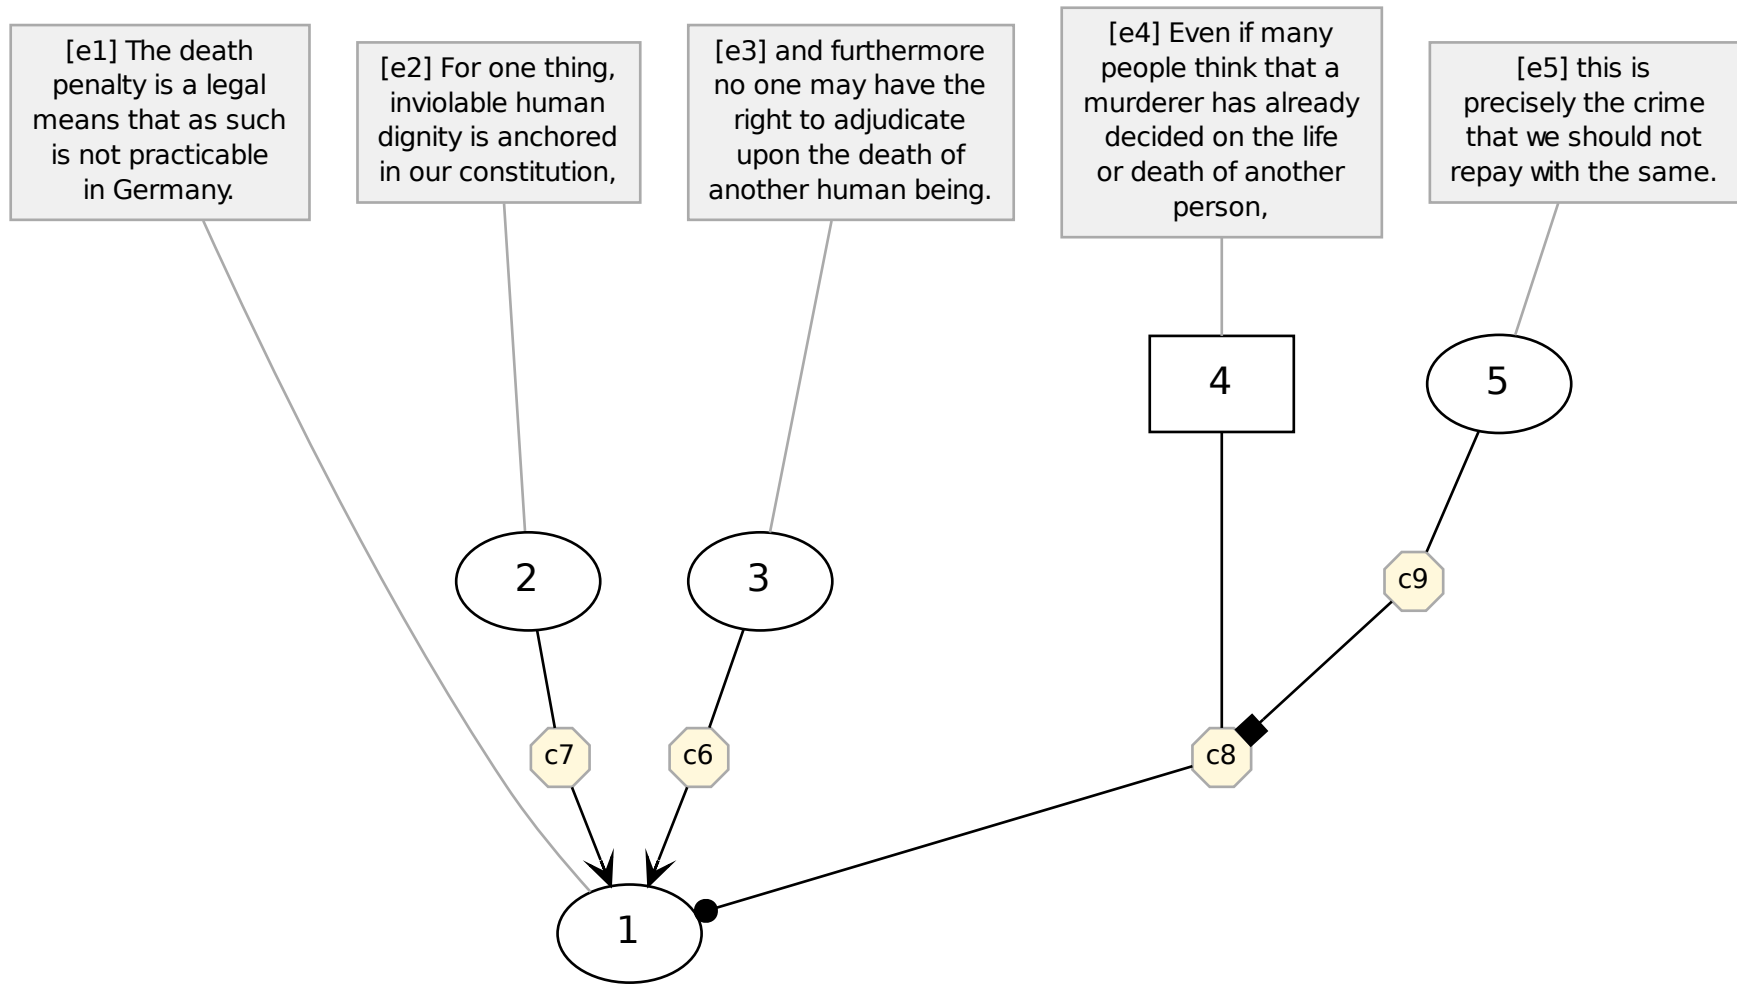 [e1] The death
penalty is a legal
means that as such
is not practicable
in Germany.
[e2] For one thing,
inviolable human
dignity is anchored
in our constitution,
[e3] and furthermore
no one may have the
right to adjudicate
upon the death of
another human being.
[e4] Even if many
people think that a
murderer has already
decided on the life
or death of another
person,
[e5] this is
precisely the crime
that we should not
repay with the same.
4
5
2
3
c9
c7
c6
c8
1